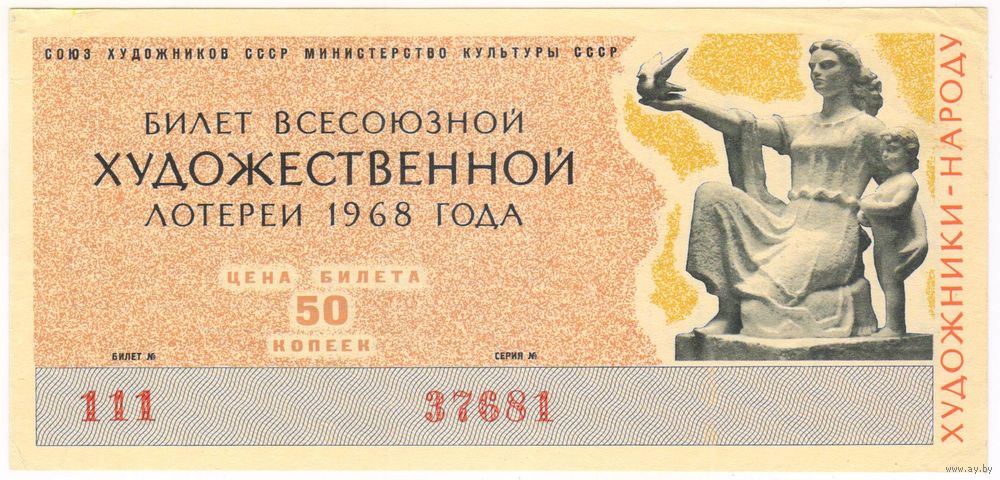 СОЮЗ ХУДОЖНИКОВ СССР МИНИСТЕРСТВО КУЛЬТУРЫ СССР
БИЛЕТ ВСЕСОЮЗНОЙ
ХУДОЖЕСТВЕННОЙ
ЛОТЕРЕИ 1968 ГОДА
ЦЕНА БИЛЕТА
50
КОПЕЕК
БИЛЕТ № СЕРИЯ №
111 37681
ХУДОЖНИКИ-НАРОДУ
www.ay.by